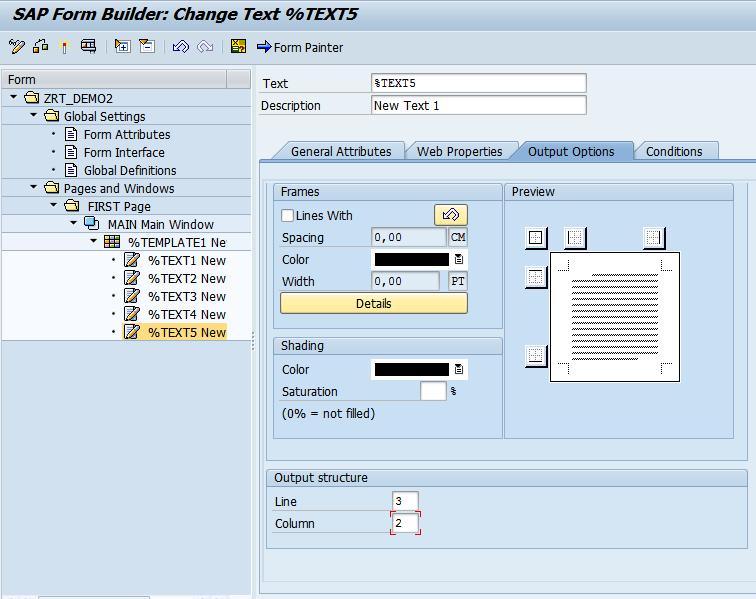 SAP Form Builder: Change Text %TEXT5
Form Painter
Form
ZRT_DEMO2
Global Settings
Form Attributes
Form Interface
Global Definitions
Pages and Windows
FIRST Page
MAIN Main Window
%TEMPLATE1 Ne
%TEXT1 New
%TEXT2 New
%TEXT3 New
%TEXT4 New
%TEXT5 New
Text %TEXT5
Description New Text 1
General Attributes Web Properties Output Options Conditions
Frames
Lines With
Spacing 0,00 CM
Color
Width 0,00 PT
Details
Preview
Shading
Color
Saturation %
(0% = not filled)
Output structure
Line 3
Column 2